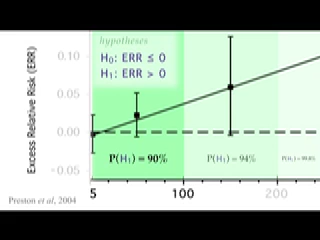 hypotheses
H₀: ERR ≤ 0
H₁: ERR > 0
Excess Relative Risk (ERR)
0.10
0.05
0.00
-0.05
P(H₁) = 90%
P(H₁) = 94%
Preston et al, 2004
5
100
200